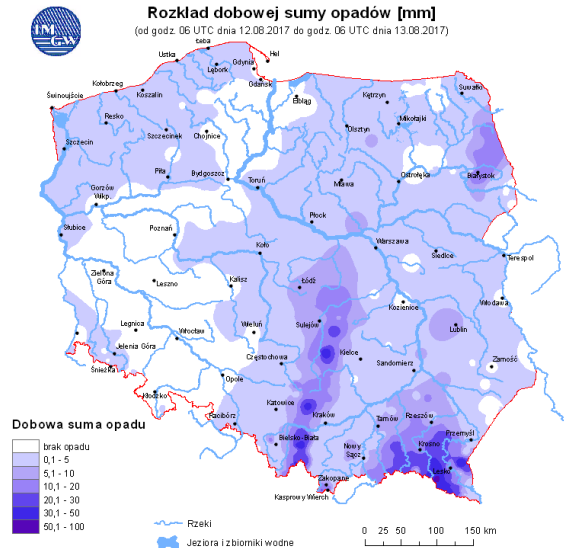 IM
GW
Rozkład dobowej sumy opadów [mm]
(od godz. 06 UTC dnia 12.08.2017 do godz. 06 UTC dnia 13.08.2017)
Łeba
Hel
Ustka
Gdynia
Lębork
Gdańsk
Suwałki
Kołobrzeg
Koszalin
Elbląg
Kętrzyn
Świnoujście
Resko
Mikołajki
Olsztyn
Szczecinek
Chojnice
Szczecin
Piła
Bydgoszcz
Toruń
Mława
Ostrołęka
Białystok
Gorzów
Wlkp.
Płock
Słubice
Poznań
Koło
Warszawa
Siedlce
Terespol
Zielona
Góra
Leszno
Kalisz
Łódź
Kozienice
Włodawa
Legnica
Wrocław
Wieluń
Sulejów
Lublin
Jelenia Góra
Śnieżka
Częstochowa
Kielce
Sandomierz
Zamość
Opole
Kłodzko
Racibórz
Katowice
Kraków
Tarnów
Rzeszów
Przemyśl
Bielsko-Biała
Nowy
Sącz
Krosno
Lesko
Zakopane
Kasprowy Wierch
Dobowa suma opadu
brak opadu
0,1 - 5
5,1 - 10
10,1 - 20
20,1 - 30
30,1 - 50
50,1 - 100
Rzeki
Jeziora i zbiorniki wodne
0 25 50 100 150 km